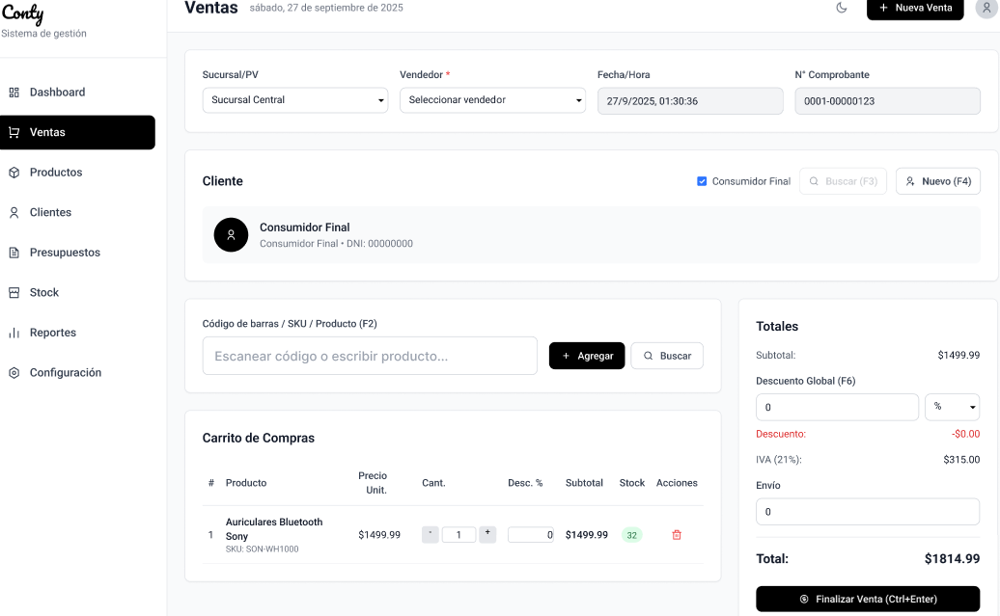 Conty
Sistema de gestión
Dashboard
Ventas
Productos
Clientes
Presupuestos
Stock
Reportes
Configuración
Ventas sábado, 27 de septiembre de 2025
+ Nueva Venta
Sucursal/PV Vendedor * Fecha/Hora N° Comprobante
Sucursal Central Seleccionar vendedor 27/9/2025, 01:30:36 0001-00000123
Cliente Consumidor Final Buscar (F3) Nuevo (F4)
Consumidor Final
Consumidor Final • DNI: 00000000
Código de barras / SKU / Producto (F2)
Escanear código o escribir producto... + Agregar Buscar
Carrito de Compras
# Producto Precio Unit. Cant. Desc. % Subtotal Stock Acciones
1 Auriculares Bluetooth Sony $1499.99 - 1 + 0 $1499.99 32
SKU: SON-WH1000
Totales
Subtotal: $1499.99
Descuento Global (F6)
0 %
Descuento: -$0.00
IVA (21%): $315.00
Envío
0
Total: $1814.99
Finalizar Venta (Ctrl+Enter)